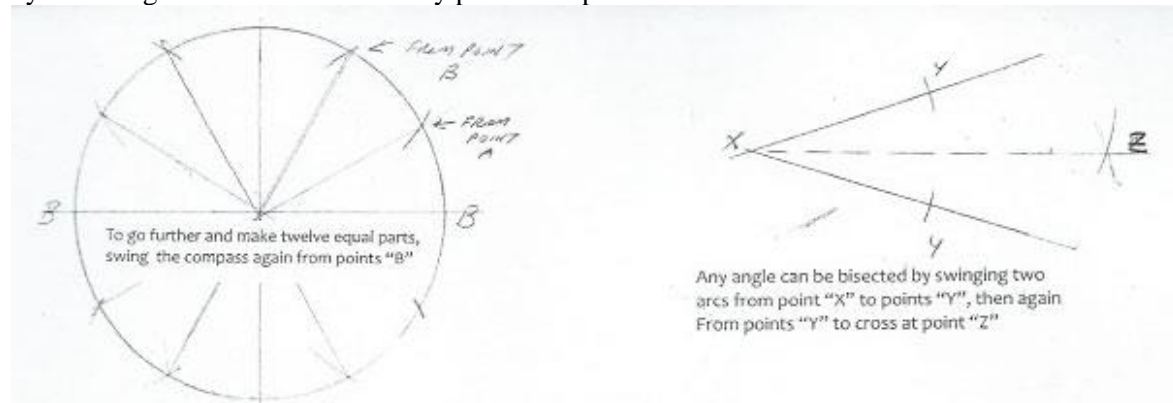 ← FROM POINT
B
← FROM
POINT
A
B
B
To go further and make twelve equal parts,
swing the compass again from points “B”
Y
X
Z
Y
Any angle can be bisected by swinging two
arcs from point “X” to points “Y”, then again
From points “Y” to cross at point “Z”